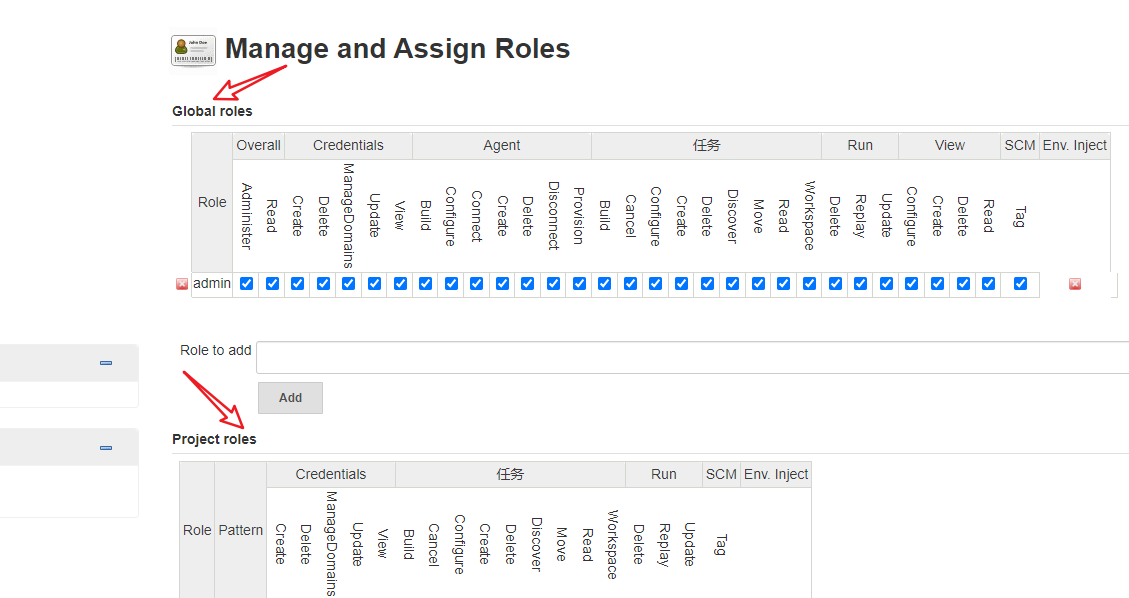 John Doe
Manage and Assign Roles
Global roles
Role Overall Credentials Agent 任务 Run View SCM Env. Inject
Administer Read Create Delete ManageDomains Update View Build Configure Connect Create Delete Disconnect Provision Build Cancel Configure Create Delete Discover Move Read Workspace Delete Replay Update Configure Create Delete Read Tag
admin
Role to add
Add
Project roles
Role Pattern Credentials 任务 Run SCM Env. Inject
Create Delete ManageDomains Update View Build Cancel Configure Create Delete Discover Move Read Workspace Delete Replay Update Tag